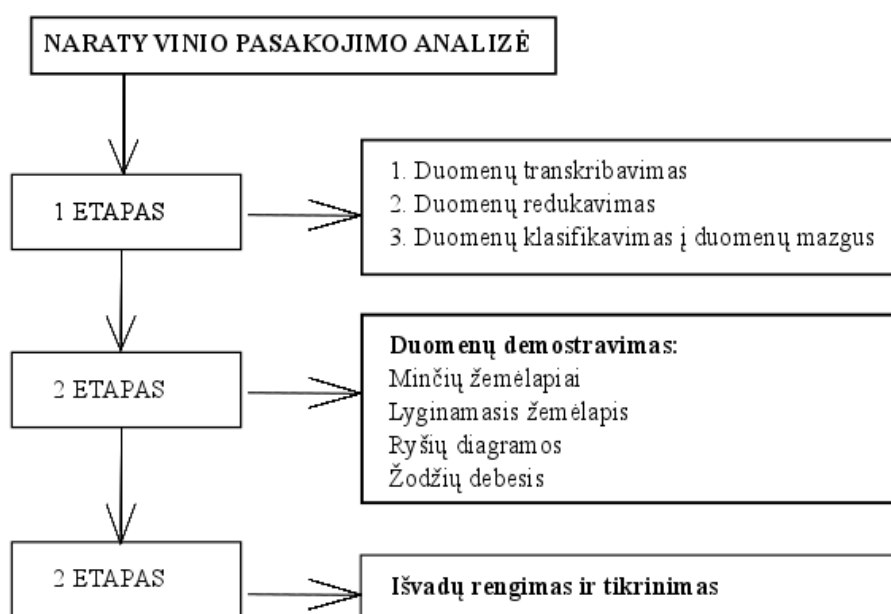 NARATYVINIO PASAKOJIMO ANALIZĖ
1 ETAPAS
1. Duomenų transkribavimas
2. Duomenų redukavimas
3. Duomenų klasifikavimas į duomenų mazgus
2 ETAPAS
Duomenų demostravimas:
Minčių žemėlapiai
Lyginamasis žemėlapis
Ryšių diagramos
Žodžių debesis
2 ETAPAS
Išvadų rengimas ir tikrinimas